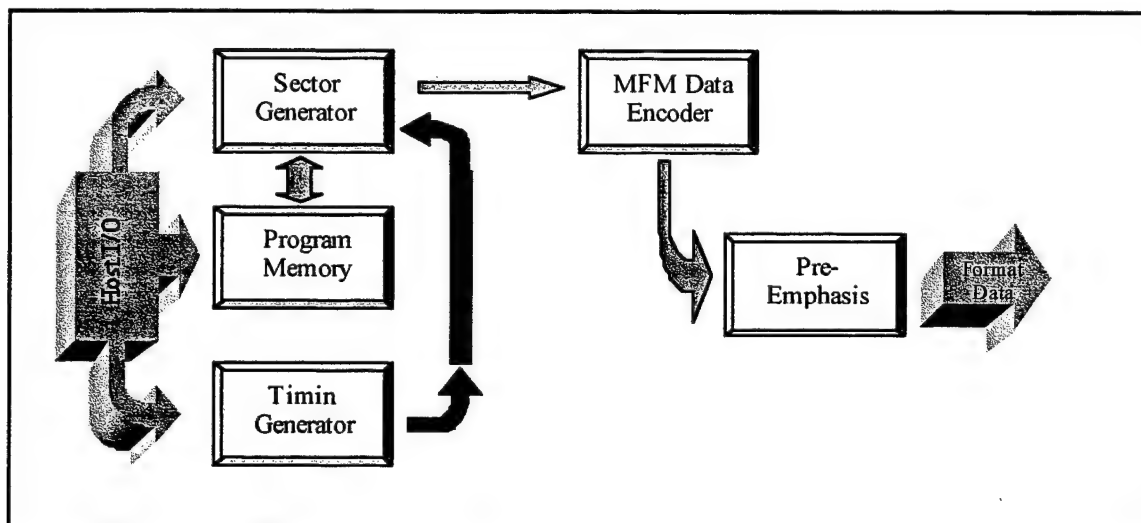 Sector
Generator
MFM Data
Encoder
Host I/O
Program
Memory
Pre-
Emphasis
Format
Data
Timin
Generator